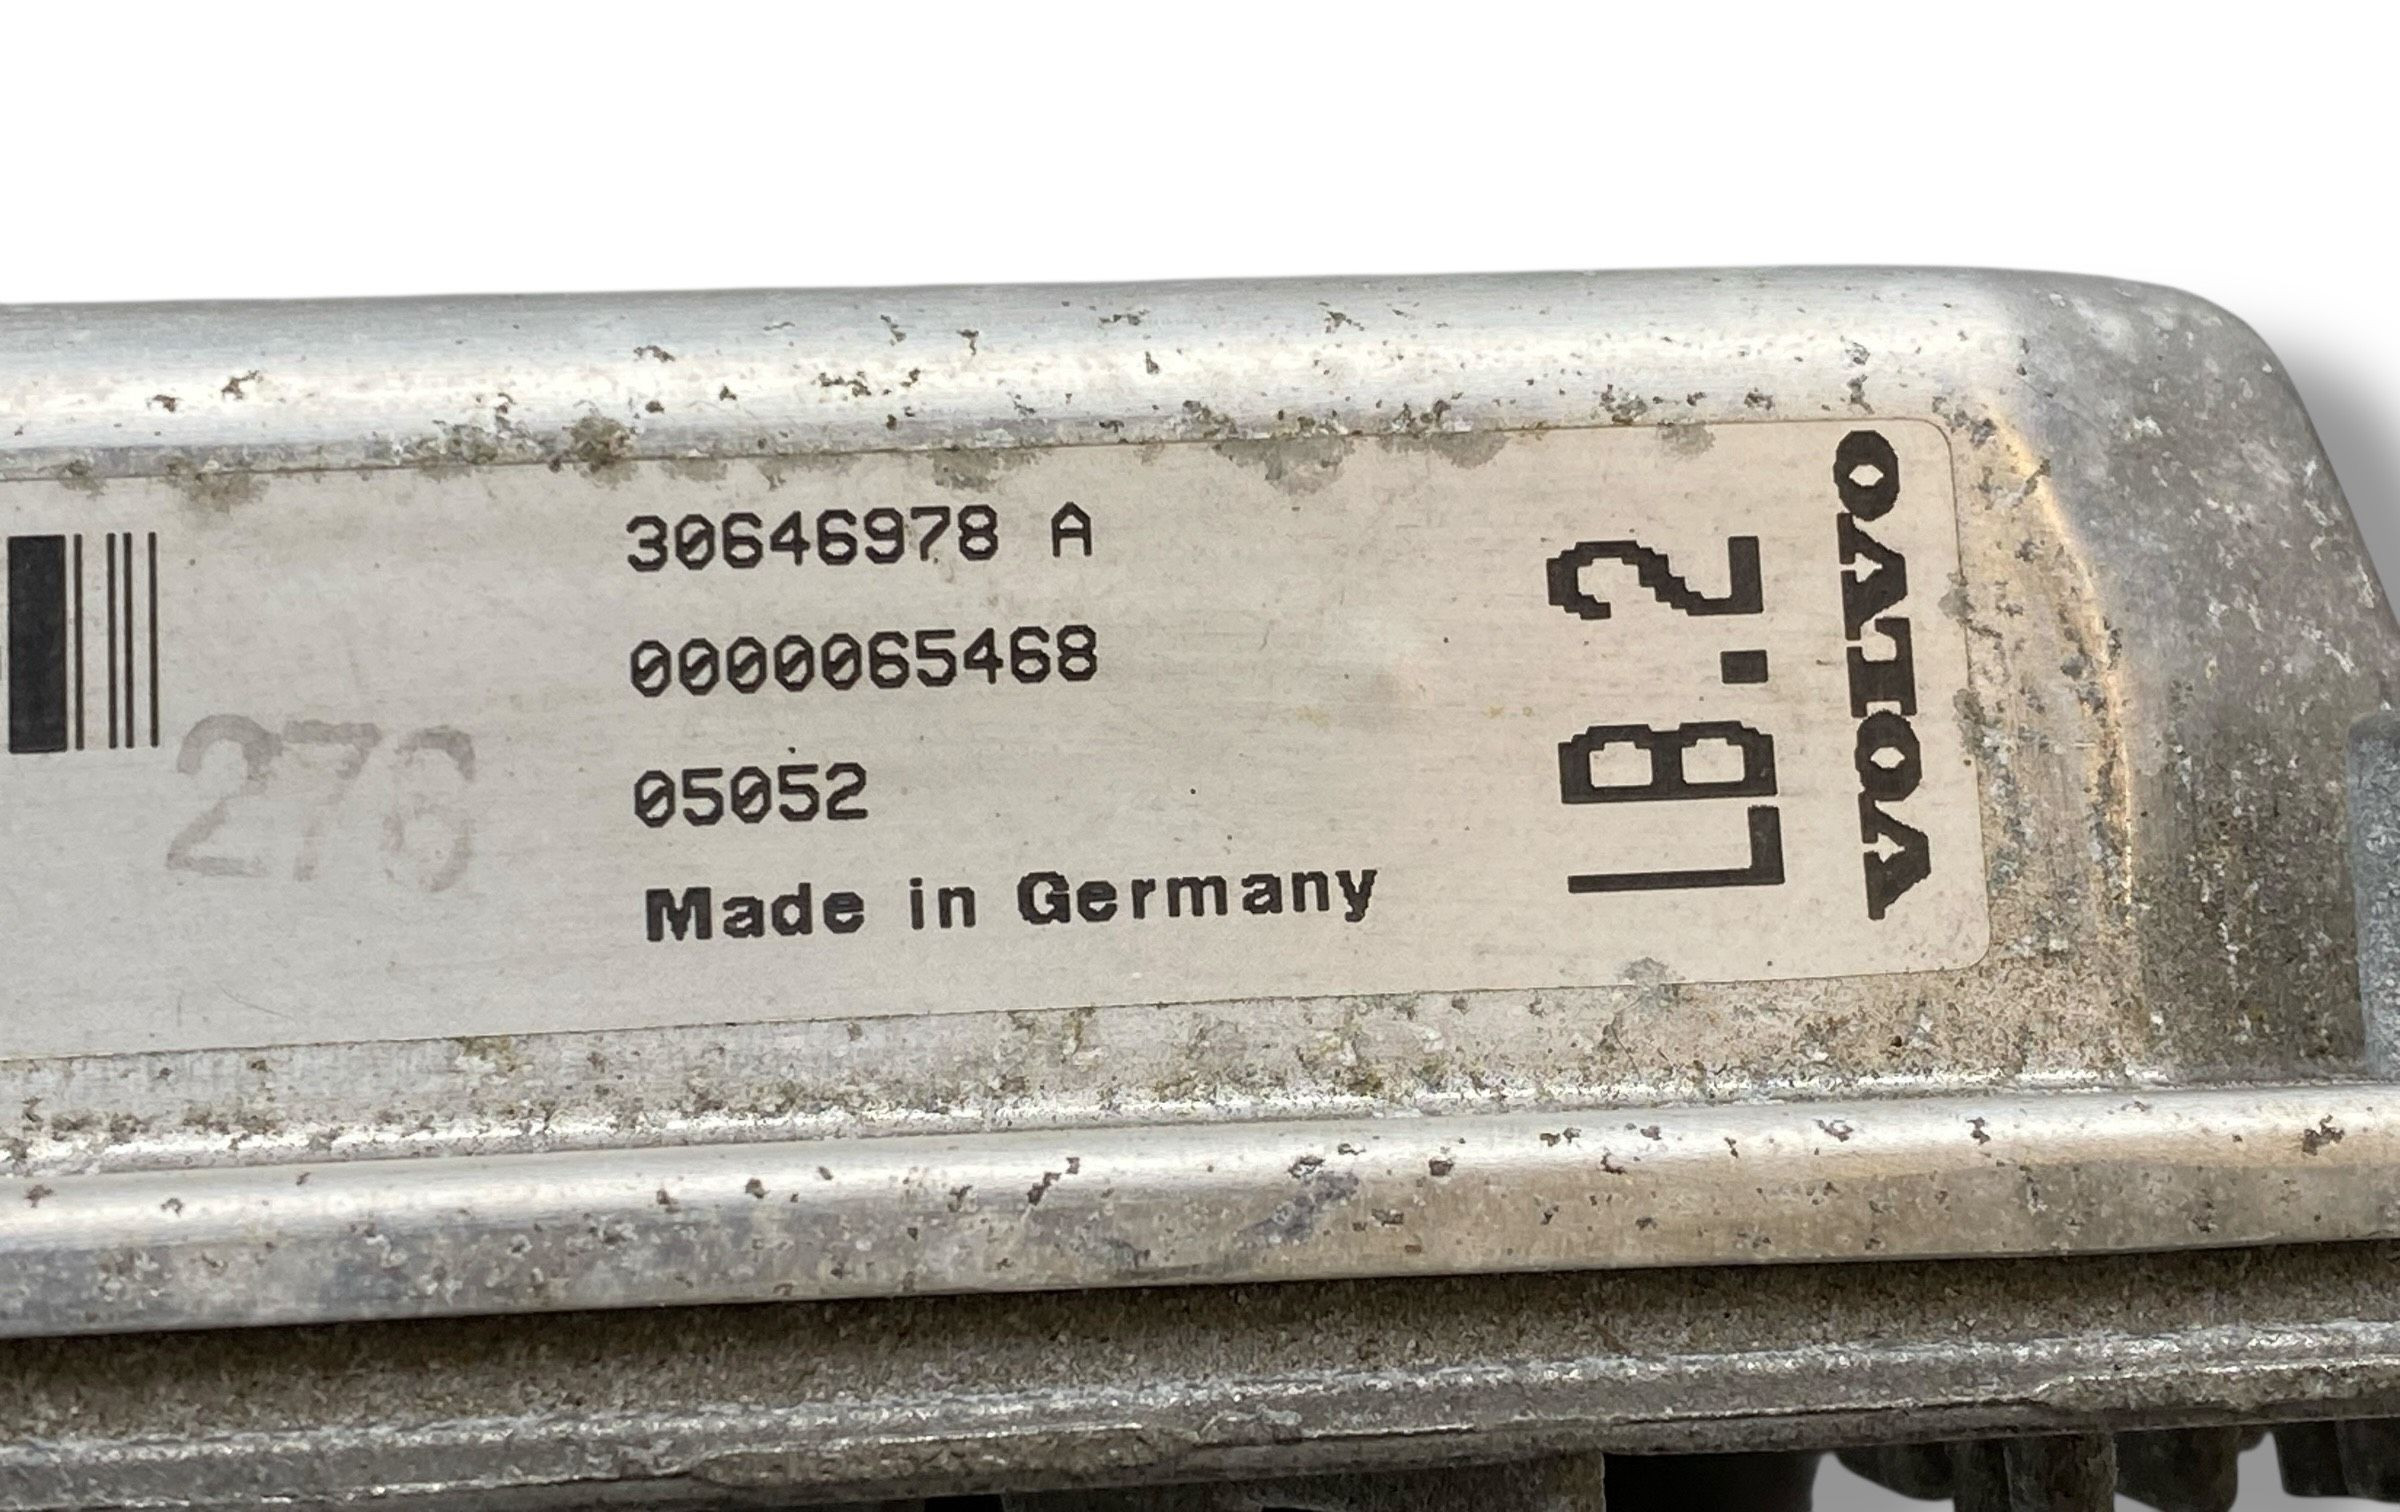 30646978 A
0000065468
05052
Made in Germany
276
LB.2
VOLVO